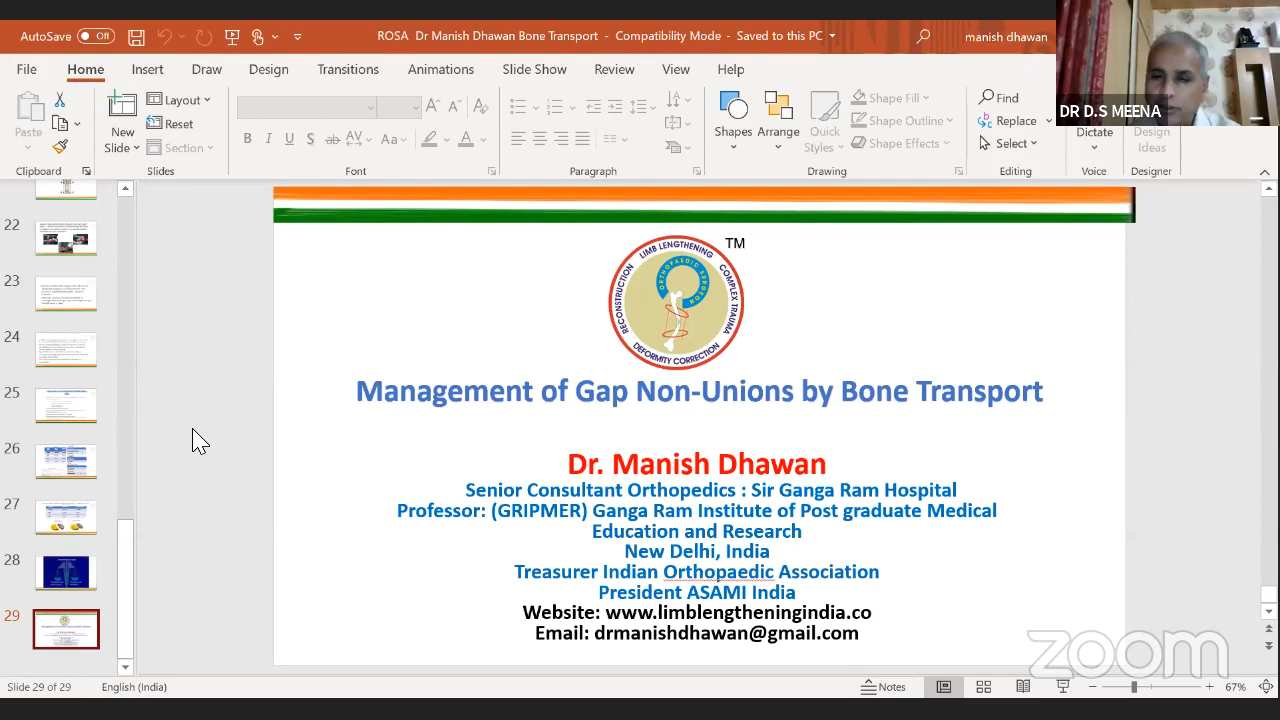 AutoSave Off
ROSA Dr Manish Dhawan Bone Transport - Compatibility Mode - Saved to this PC
manish dhawan
File Home Insert Draw Design Transitions Animations Slide Show Review View Help
DR D.S MEENA
Paste
New
Slide
Layout
Reset
Section
B I U S ab AV Aa A
Shapes
Arrange
Quick
Styles
Shape Fill
Shape Outline
Shape Effects
Find
Replace
Select
Dictate
Design
Ideas
Clipboard Slides Font Paragraph Drawing Editing Voice Designer
22
23
24
25
26
27
28
29
TM
RECONSTRUCTION LIMB LENGTHENING COMPLEX TRAUMA
ORTHOPAEDIC SURGEON
DEFORMITY CORRECTION
Management of Gap Non-Unions by Bone Transport
Dr. Manish Dhawan
Senior Consultant Orthopedics : Sir Ganga Ram Hospital
Professor: (GRIPMER) Ganga Ram Institute of Post graduate Medical
Education and Research
New Delhi, India
Treasurer Indian Orthopaedic Association
President ASAMI India
Website: www.limblengtheningindia.co
Email: drmanishdhawan@gmail.com
zoom
Slide 29 of 29 English (India) Notes 67%